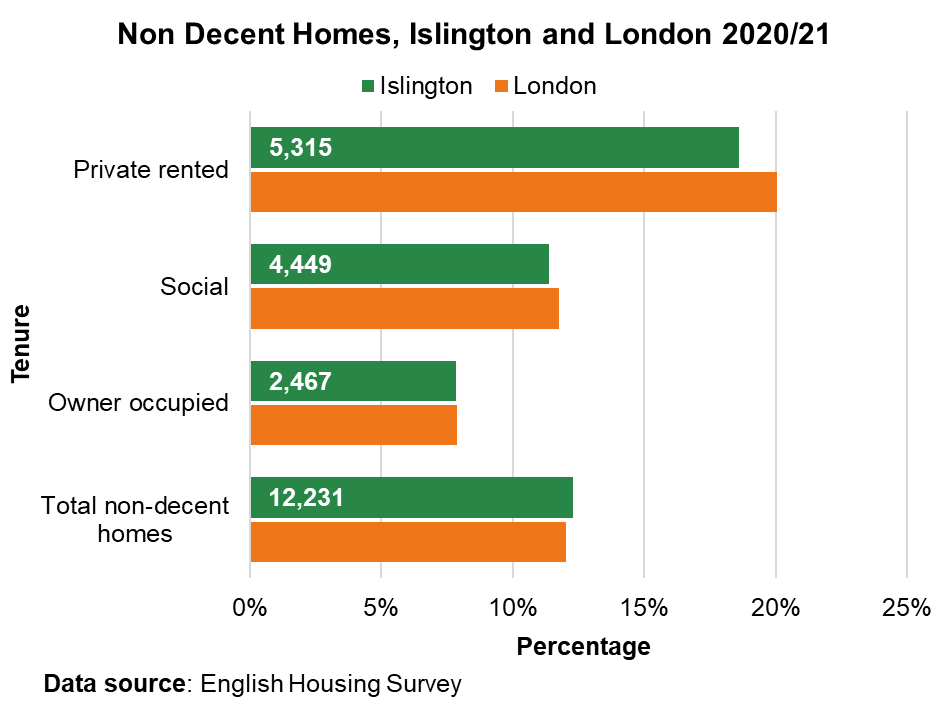 Non Decent Homes, Islington and London 2020/21
Islington London
Private rented
5,315
Social
4,449
Owner occupied
2,467
Total non-decent
homes
12,231
Tenure
0% 5% 10% 15% 20% 25%
Percentage
Data source: English Housing Survey